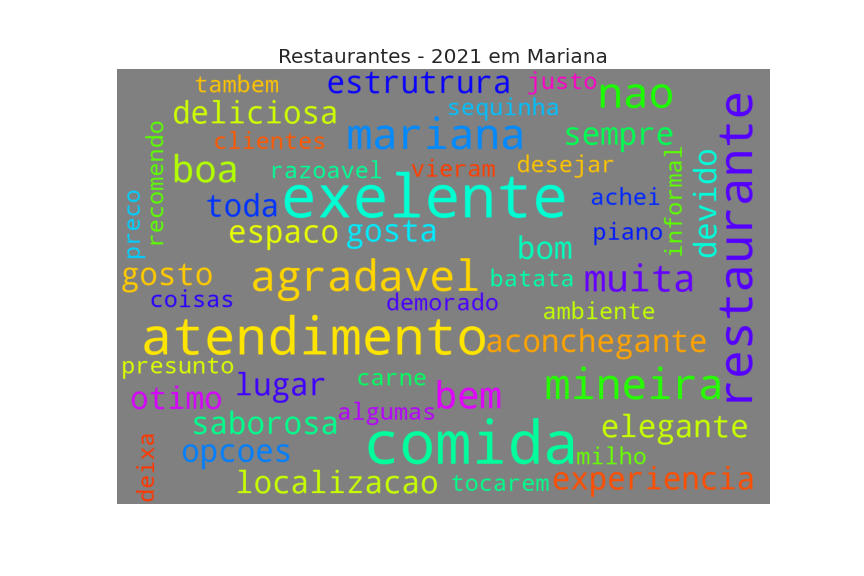 Restaurantes - 2021 em Mariana
tambem
estrutrura
justo
nao
deliciosa
sequinha
restaurante
clientes
mariana
sempre
recomendo
boa
razoavel
vieram
desejar
informal
devido
preco
toda
exelente
achei
espaco
gosta
piano
bom
gosto
agradavel
batata
muita
coisas
demorado
ambiente
atendimento
aconchegante
presunto
otimo
lugar
carne
bem
mineira
algumas
saborosa
comida
elegante
opcoes
milho
deixa
localizacao
tocarem
experiencia